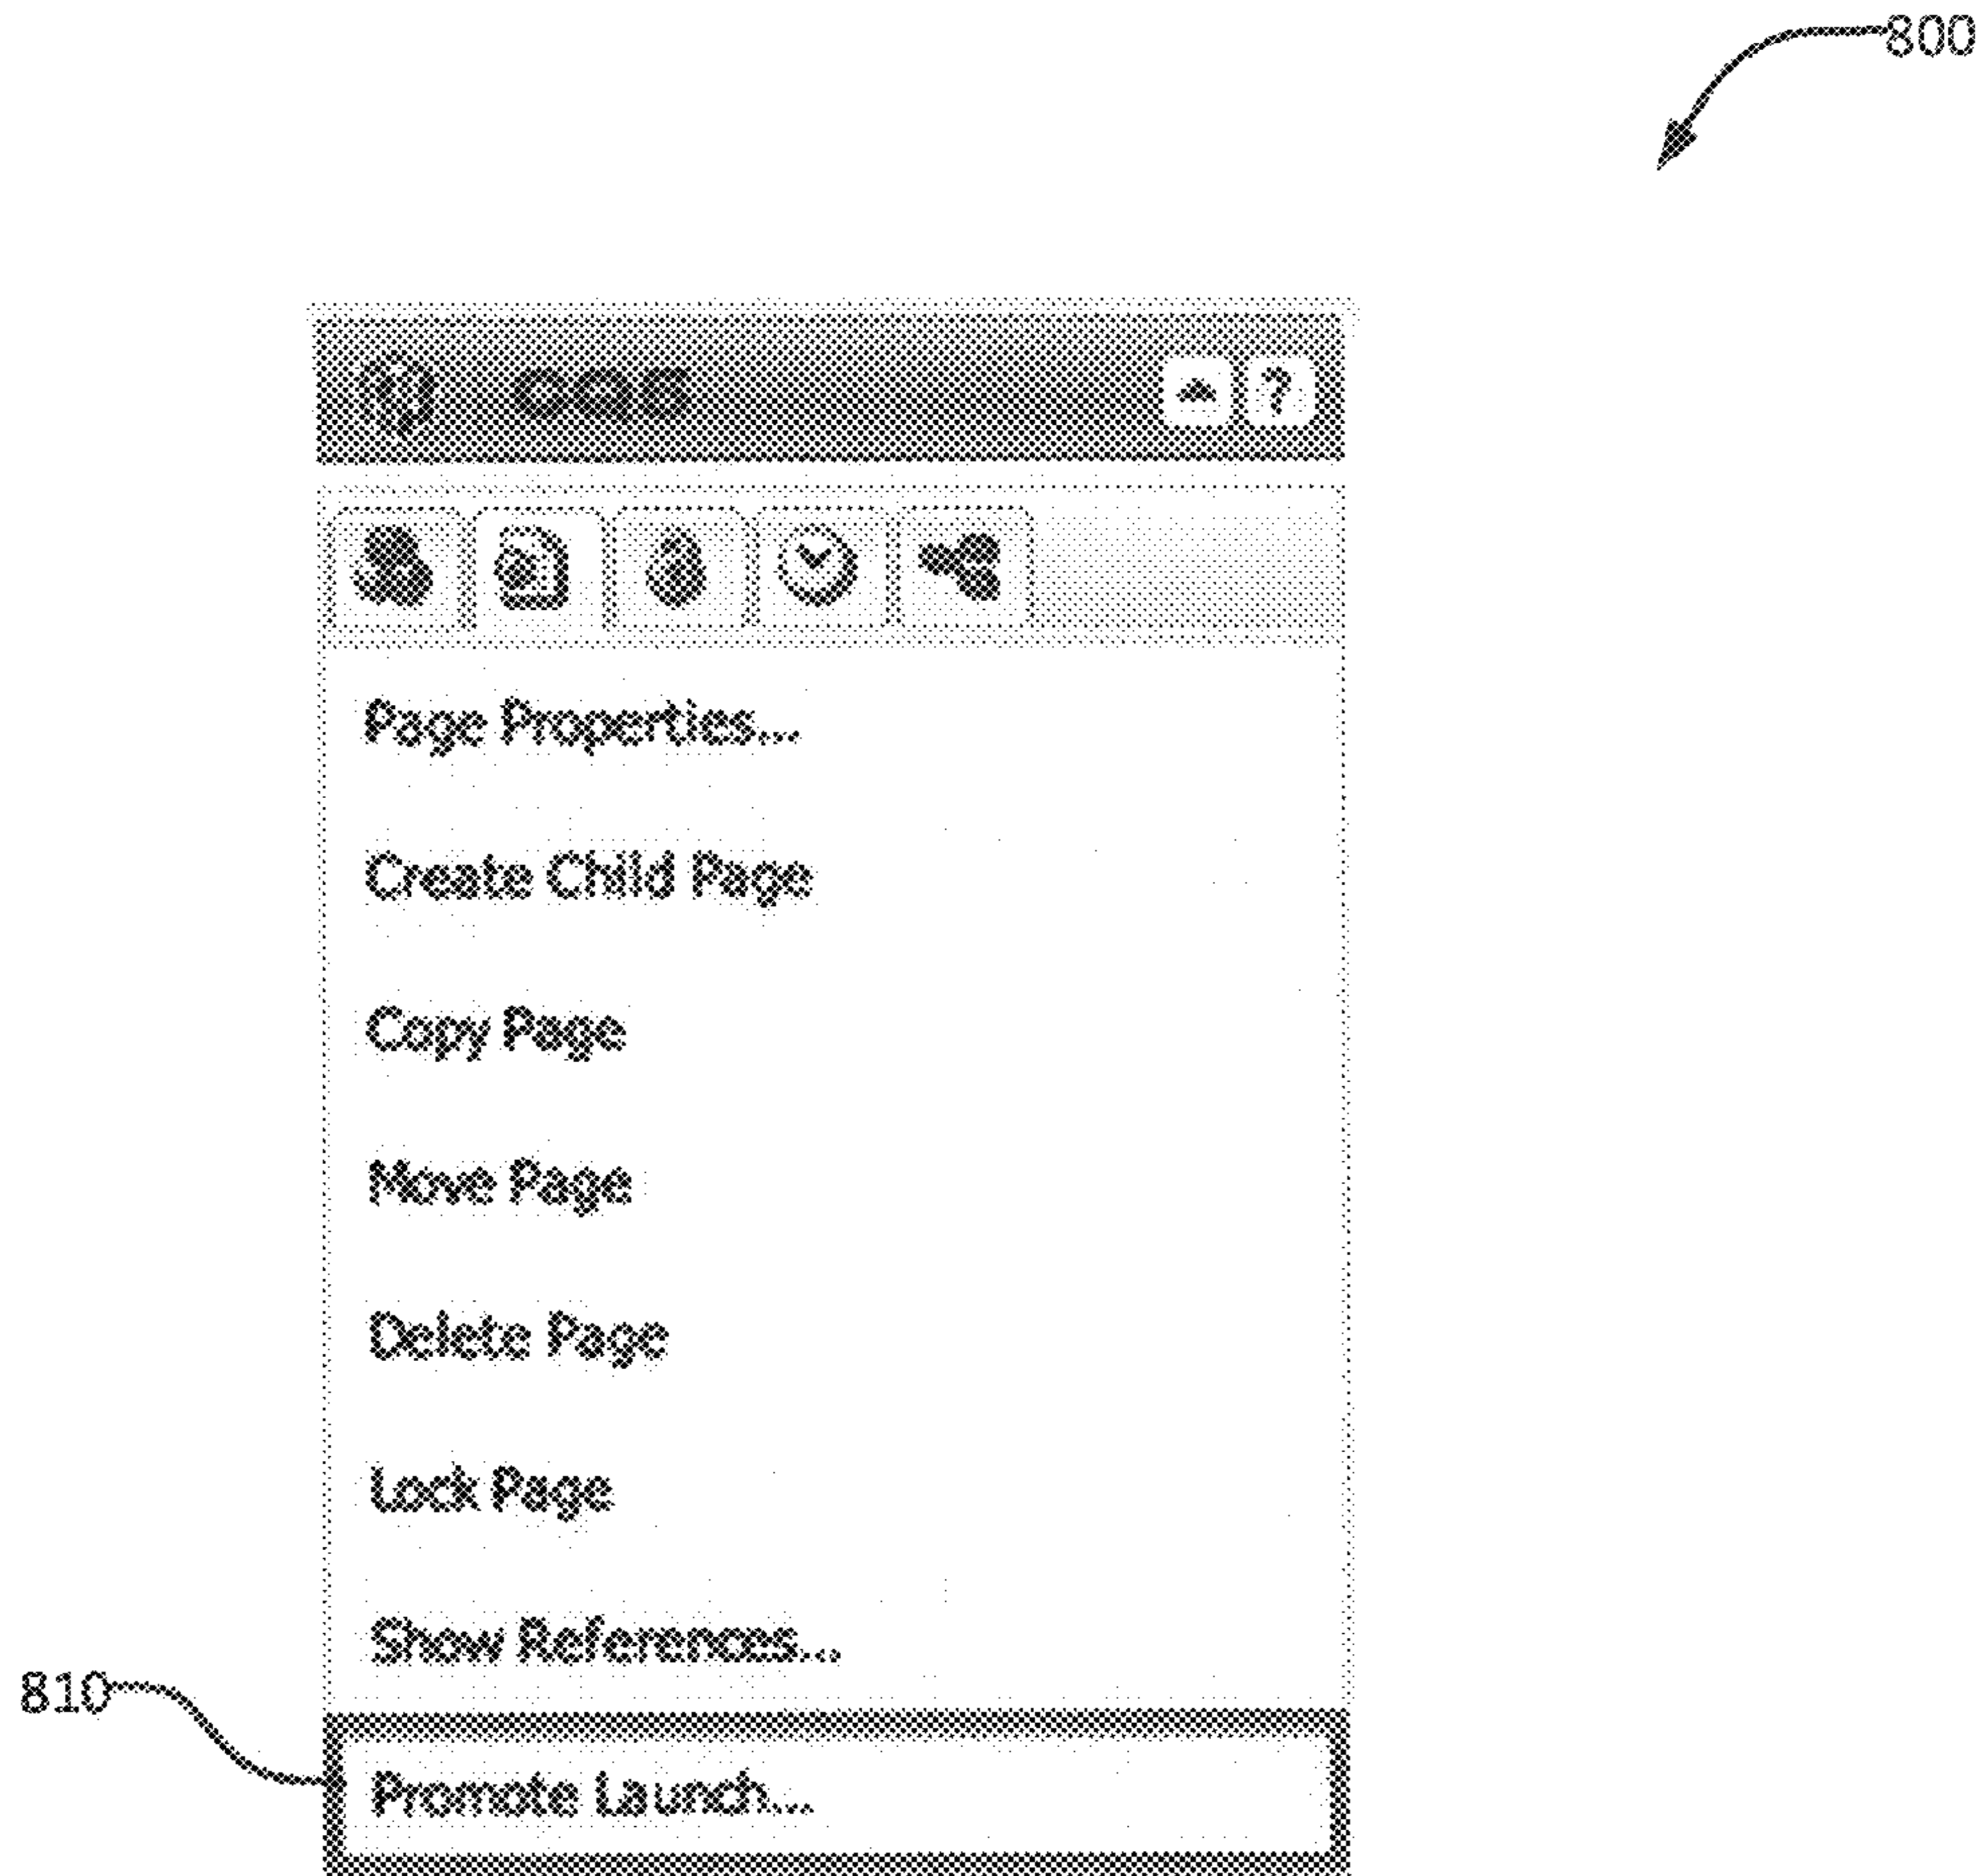 800
CQ5
?
Page Properties...
Create Child Page
Copy Page
Move Page
Delete Page
Lock Page
Show References...
810
Promote Launch...